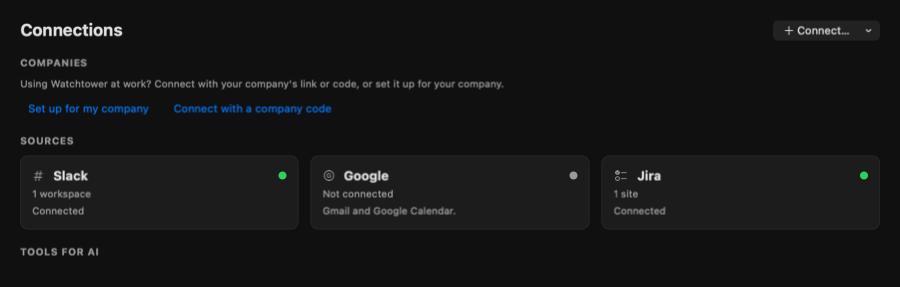 Connections
+ Connect...
COMPANIES
Using Watchtower at work? Connect with your company's link or code, or set it up for your company.
Set up for my company
Connect with a company code
SOURCES
# Slack
1 workspace
Connected
Google
Not connected
Gmail and Google Calendar.
Jira
1 site
Connected
TOOLS FOR AI